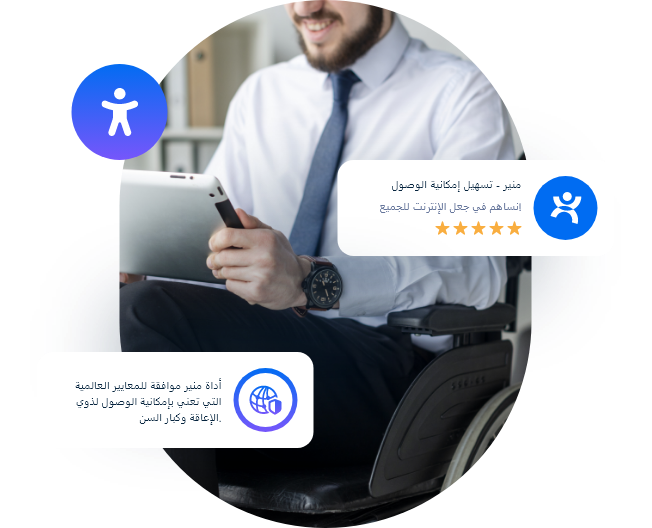 منير - تسهيل إمكانية الوصول
إنساهم في جعل الإنترنت للجميع
أداة منير موافقة للمعايير العالمية
التي تعني بإمكانية الوصول لذوي
.الإعاقة وكبار السن